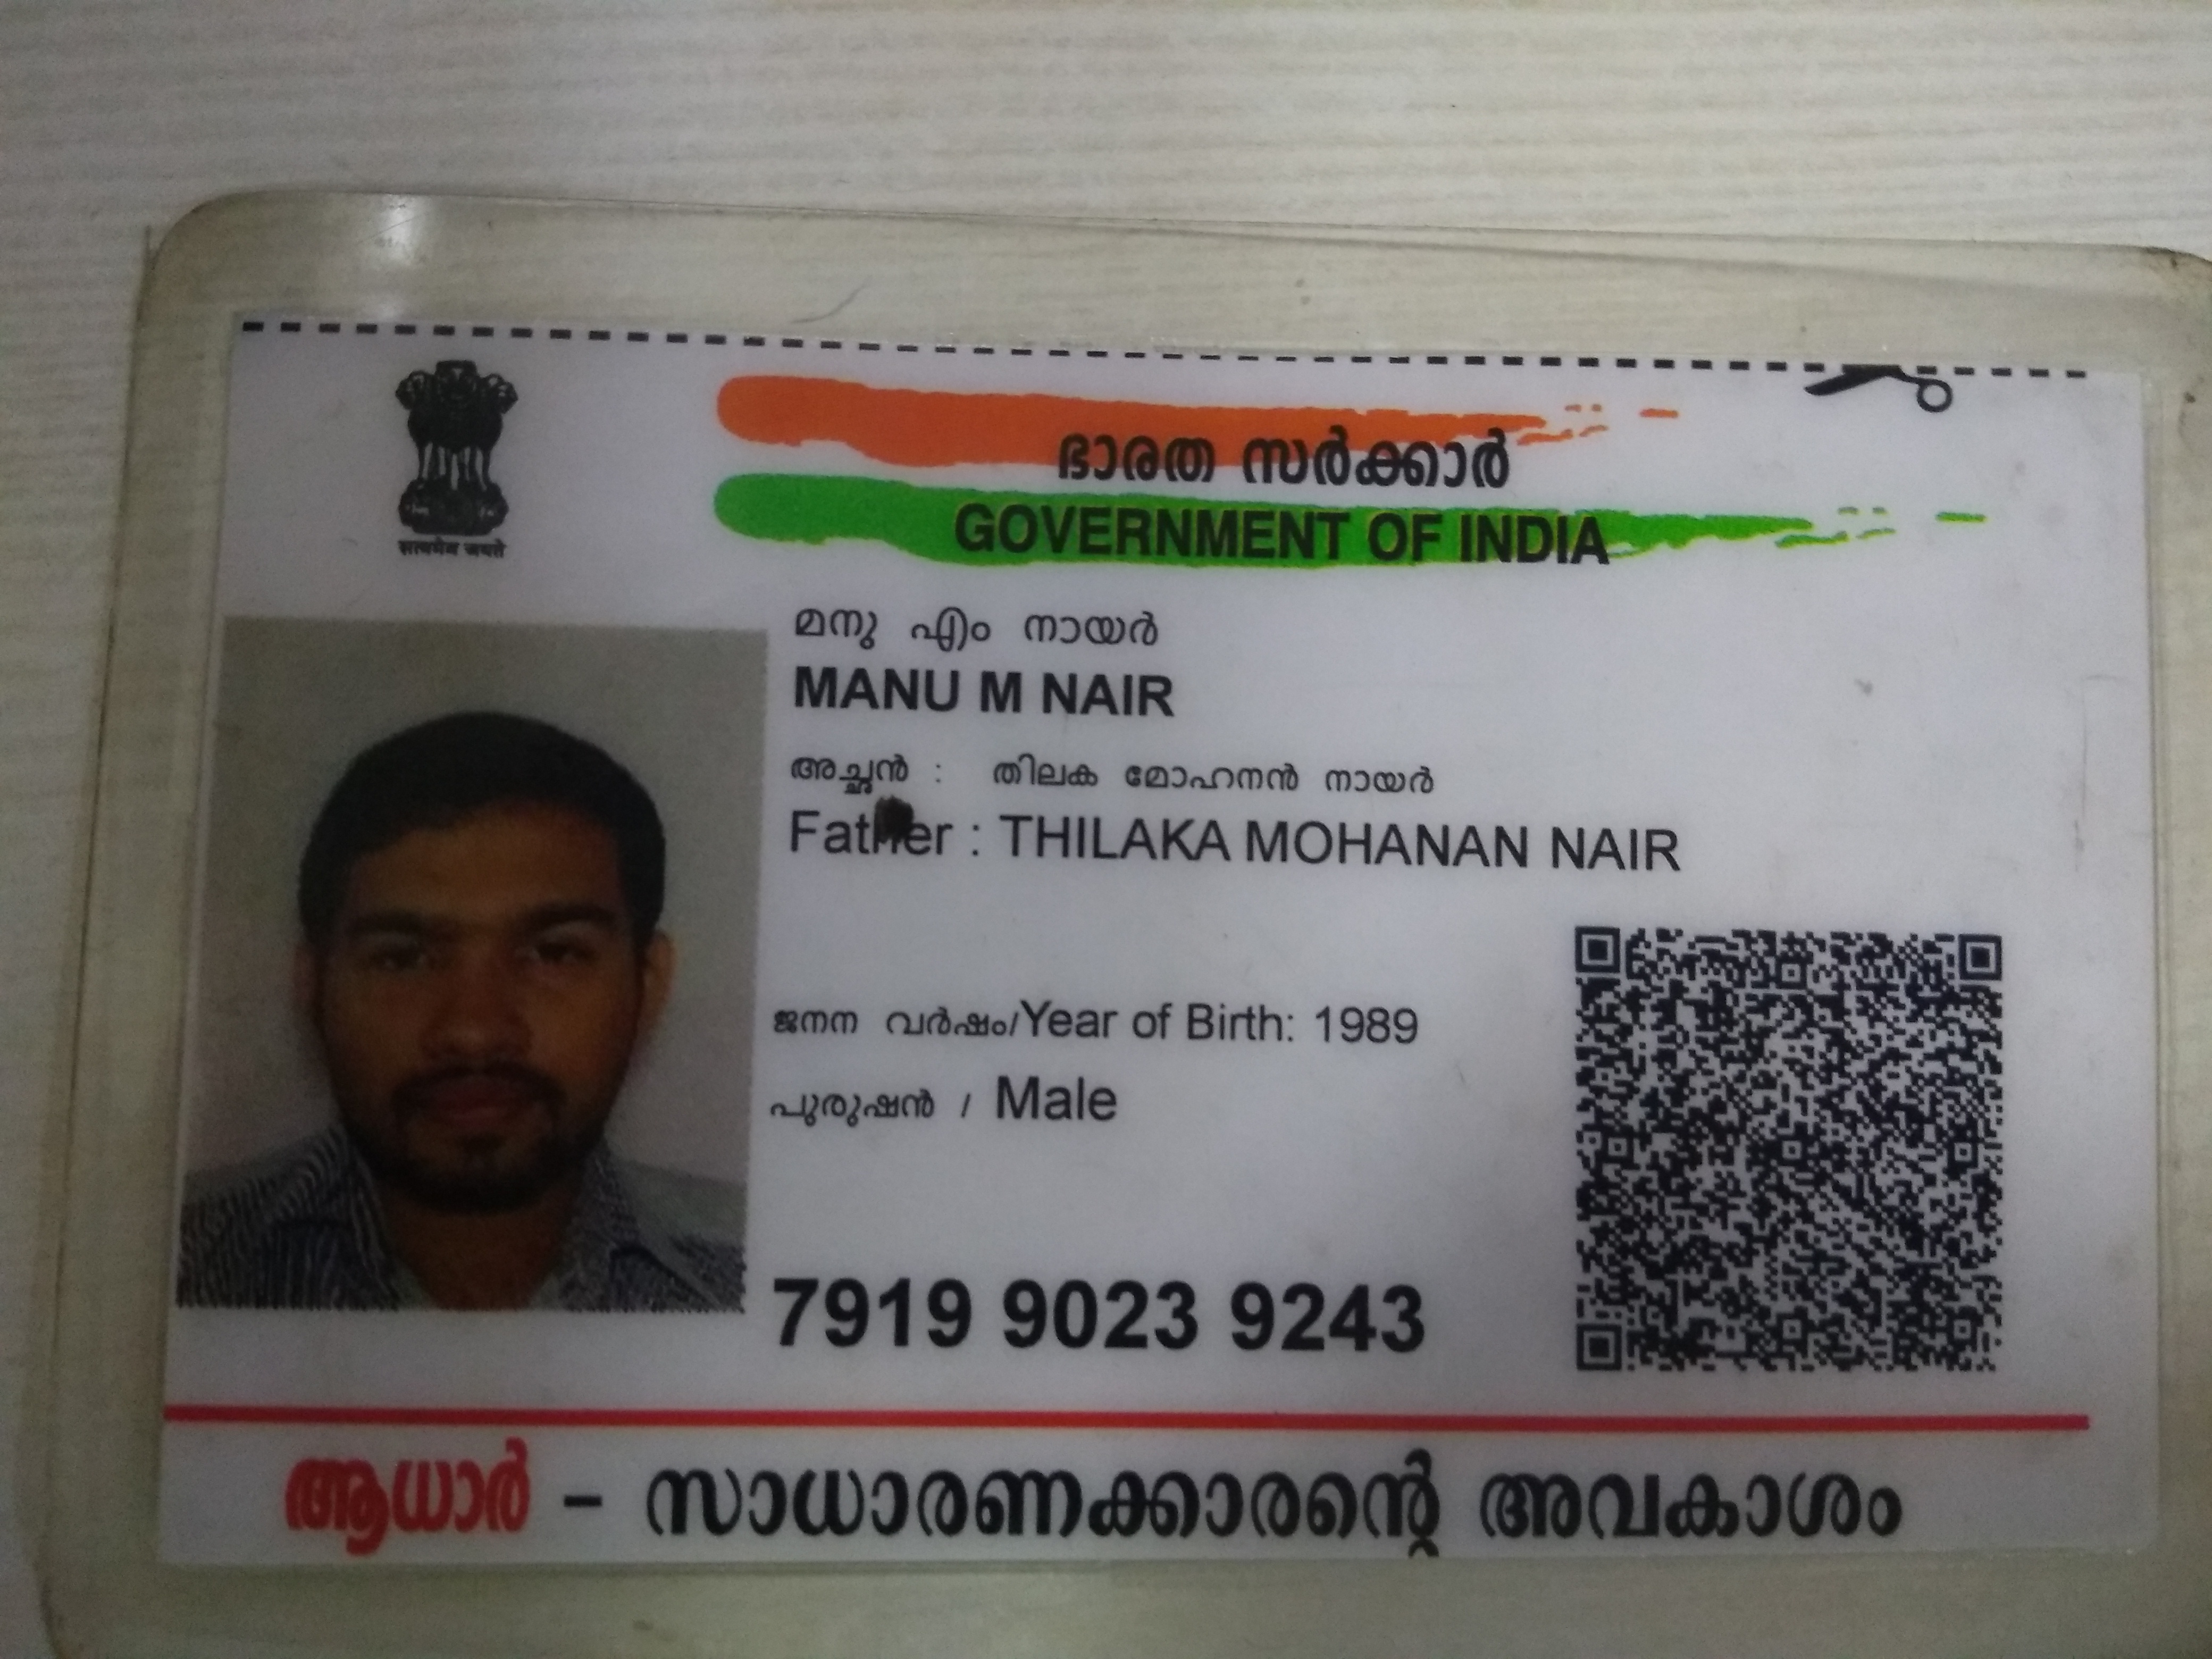 सत्यमेव जयते
ഭാരത സർക്കാർ
GOVERNMENT OF INDIA
മനു എം നായർ
MANU M NAIR
അച്ഛൻ : തിലക മോഹനൻ നായർ
Father : THILAKA MOHANAN NAIR
ജനന വർഷം/Year of Birth: 1989
പുരുഷൻ / Male
7919 9023 9243
ആധാർ - സാധാരണക്കാരന്റെ അവകാശം